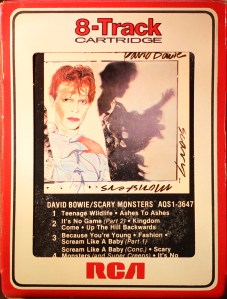 8-Track
CARTRIDGE
David Bowie
Scary
Monsters
DAVID BOWIE/SCARY MONSTERS AQS1-3647
1 Teenage Wildlife • Ashes To Ashes
2 It's No Game (Part 2) • Kingdom
Come • Up The Hill Backwards
3 Because You're Young • Fashion •
Scream Like A Baby (Part 1)
Scream Like A Baby (Conc.) • Scary
4 Monsters (and Super Creeps) • It's No
RCA